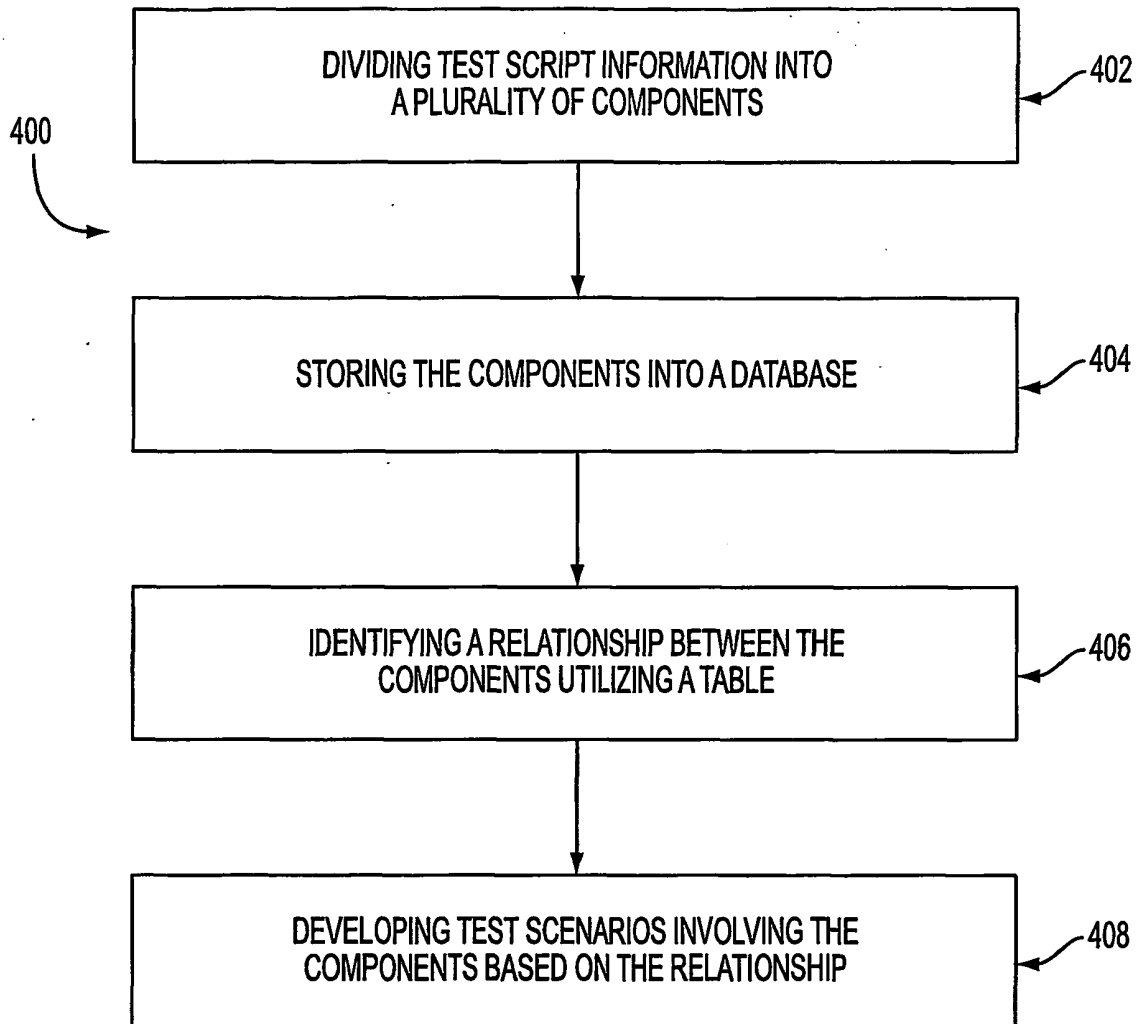 DIVIDING TEST SCRIPT INFORMATION INTO
A PLURALITY OF COMPONENTS
402
400
STORING THE COMPONENTS INTO A DATABASE
404
IDENTIFYING A RELATIONSHIP BETWEEN THE
COMPONENTS UTILIZING A TABLE
406
DEVELOPING TEST SCENARIOS INVOLVING THE
COMPONENTS BASED ON THE RELATIONSHIP
408